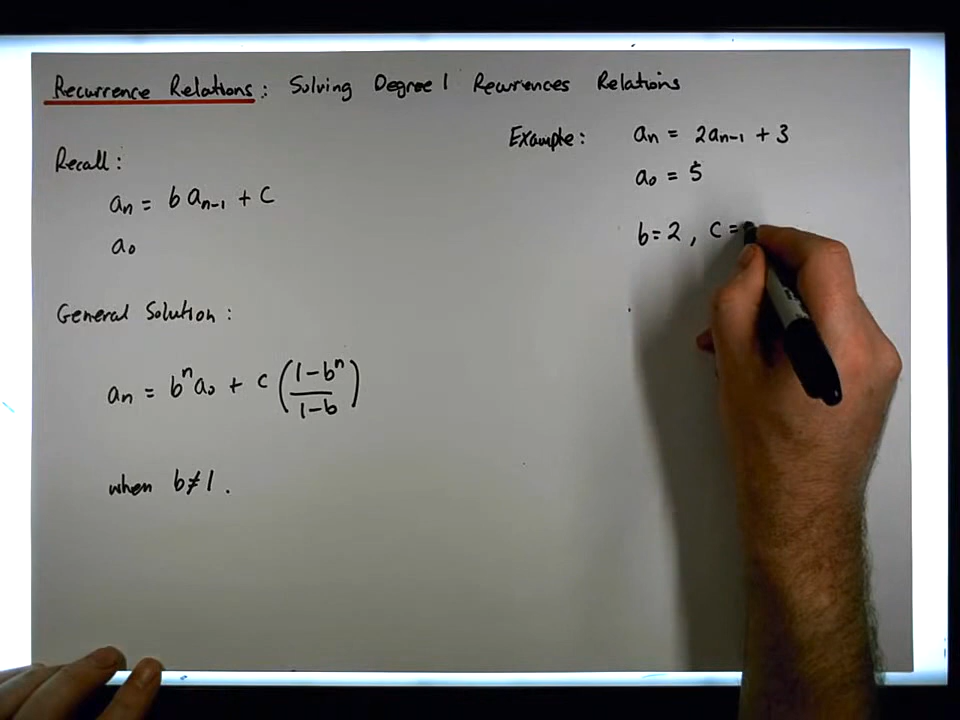 Recurrence Relations: Solving Degree 1 Recurrences Relations
Recall:
aₙ = b aₙ₋₁ + c
a₀
General Solution:
aₙ = bⁿa₀ + c ((1-bⁿ)/(1-b))
when b≠1.
Example: aₙ = 2aₙ₋₁ + 3
a₀ = 5
b=2, c=